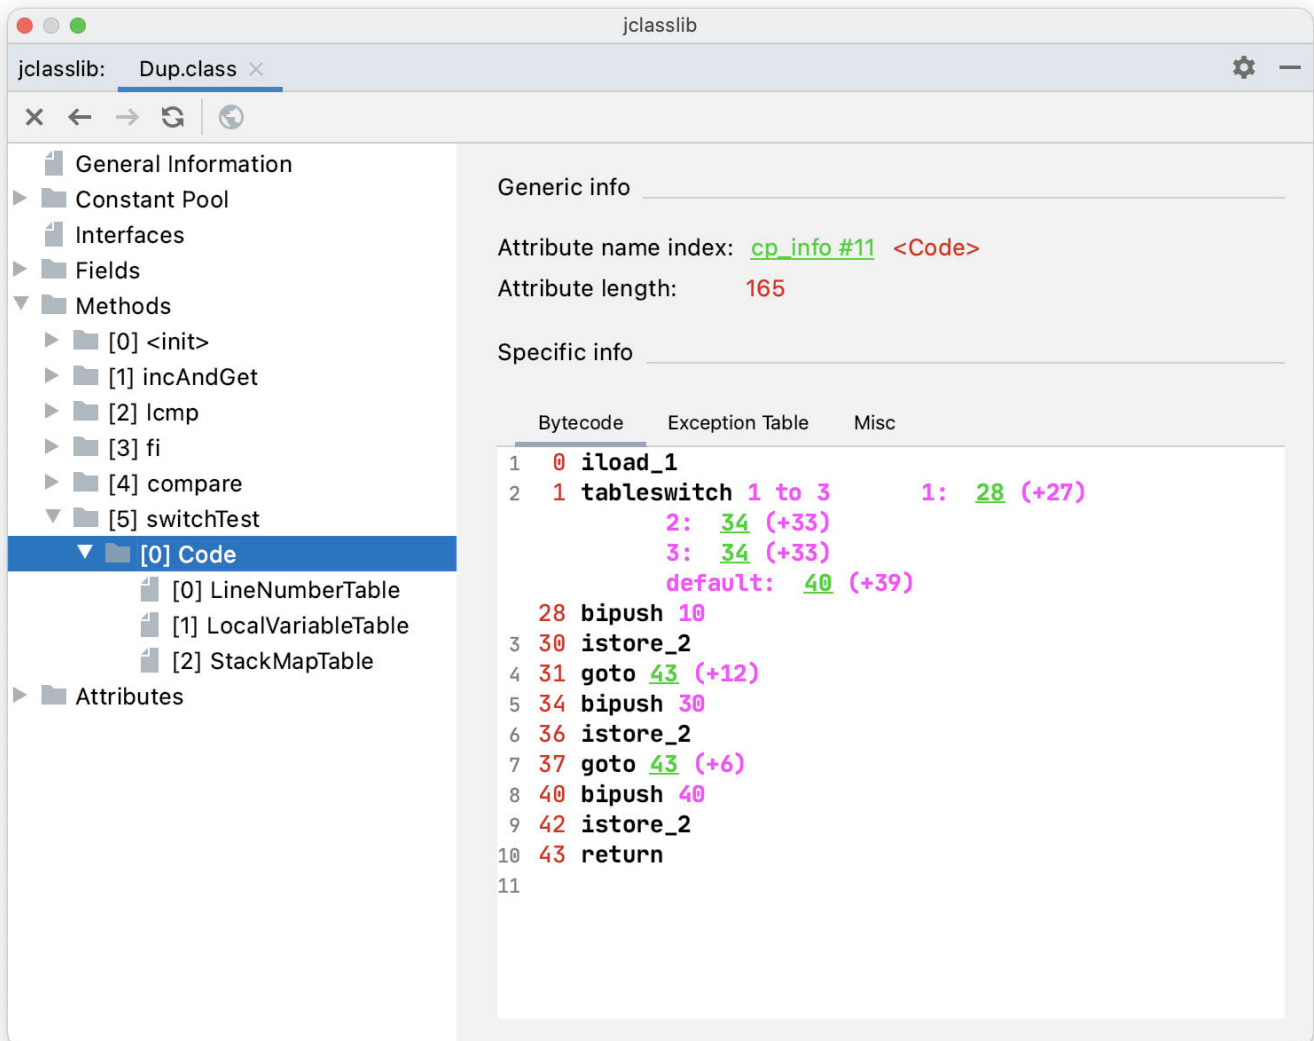 jclasslib
jclasslib: Dup.class
General Information
Constant Pool
Interfaces
Fields
Methods
[0] <init>
[1] incAndGet
[2] lcmp
[3] fi
[4] compare
[5] switchTest
[0] Code
[0] LineNumberTable
[1] LocalVariableTable
[2] StackMapTable
Attributes
Generic info
Attribute name index: cp_info #11 <Code>
Attribute length: 165
Specific info
Bytecode Exception Table Misc
1 0 iload_1
2 1 tableswitch 1 to 3 1: 28 (+27)
2: 34 (+33)
3: 34 (+33)
default: 40 (+39)
28 bipush 10
3 30 istore_2
4 31 goto 43 (+12)
5 34 bipush 30
6 36 istore_2
7 37 goto 43 (+6)
8 40 bipush 40
9 42 istore_2
10 43 return
11